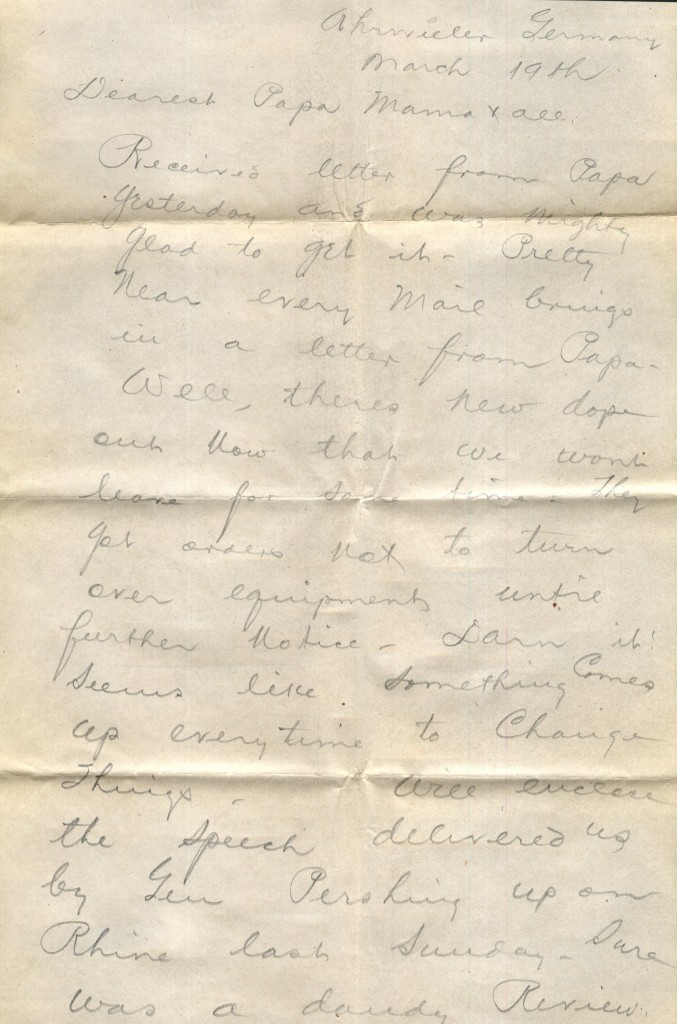 Ahrwieler Germany
March 19th
Dearest Papa Mama & all.
Received letter from Papa
yesterday and was mighty
glad to get it - Pretty
Near every Mail brings
in a letter from Papa -
Well, theres New dope
out Now that we wont
leave for some time - They
got orders Not to turn
over equipments until
further Notice - Darn it!
Seems like something Comes
up everytime to Change
Things. Will enclose
the speech delivered us
by Gen Pershing up on
Rhine last Sunday - Sure
was a dandy Review.